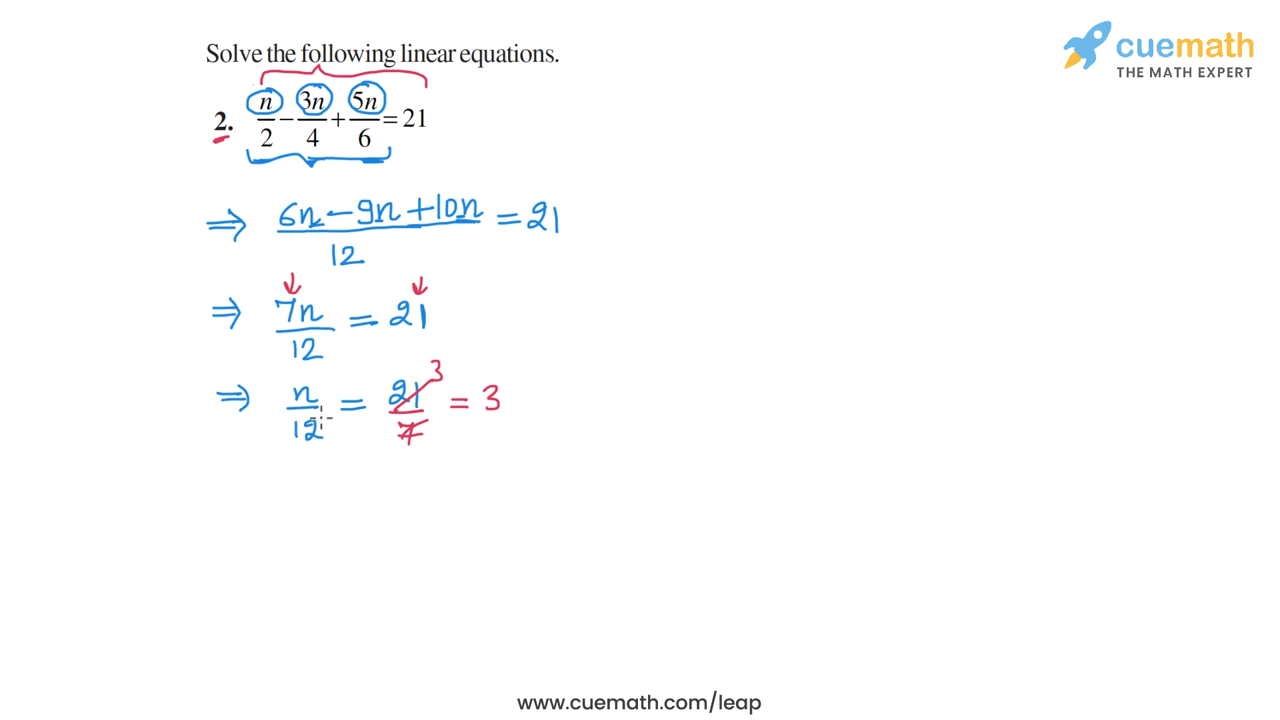 Solve the following linear equations.
cuemath
THE MATH EXPERT
2. n/2 − 3n/4 + 5n/6 = 21
⇒ 6n − 9n + 10n / 12 = 21
⇒ 7n/12 = 21
⇒ n/12 = 21/7 3 = 3
www.cuemath.com/leap